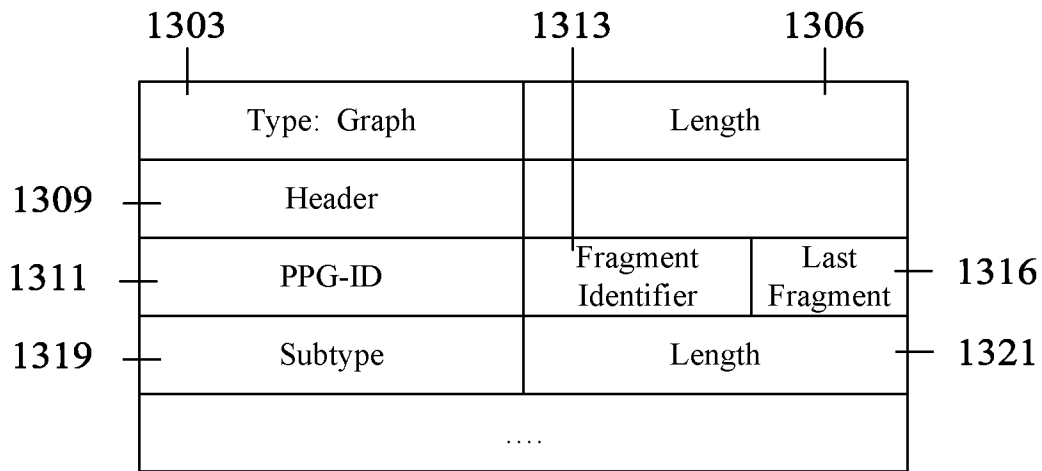 1303
1313
1306
Type: Graph
Length
1309
Header
1311
PPG-ID
Fragment
Identifier
Last
Fragment
1316
1319
Subtype
Length
1321
....